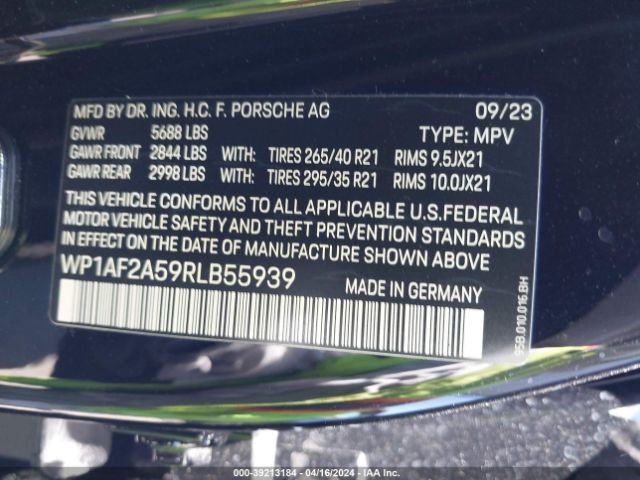 MFD BY DR. ING. H.C. F. PORSCHE AG 09/23
GVWR 5688 LBS TYPE: MPV
GAWR FRONT 2844 LBS WITH: TIRES 265/40 R21 RIMS 9.5JX21
GAWR REAR 2998 LBS WITH: TIRES 295/35 R21 RIMS 10.0JX21
THIS VEHICLE CONFORMS TO ALL APPLICABLE U.S.FEDERAL
MOTOR VEHICLE SAFETY AND THEFT PREVENTION STANDARDS
IN EFFECT ON THE DATE OF MANUFACTURE SHOWN ABOVE
WP1AF2A59RLB55939 MADE IN GERMANY
95B.010.016.BH
000-39213184 - 04/16/2024 - IAA Inc.